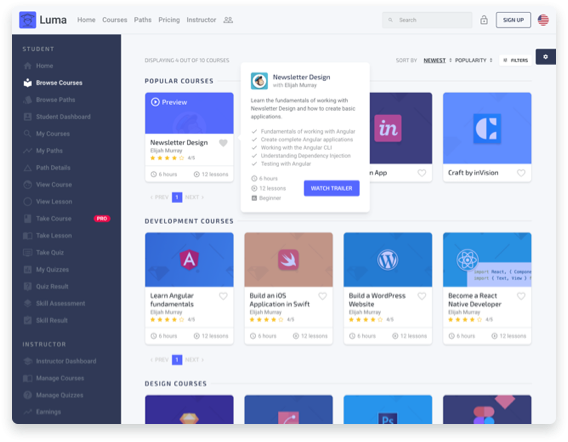 Luma
Home Courses Paths Pricing Instructor
Search
SIGN UP
STUDENT
Home
Browse Courses
Browse Paths
Student Dashboard
My Courses
My Paths
Path Details
View Course
View Lesson
Take Course PRO
Take Lesson
Take Quiz
My Quizzes
Quiz Result
Skill Assessment
Skill Result
INSTRUCTOR
Instructor Dashboard
Manage Courses
Manage Quizzes
Earnings
DISPLAYING 4 OUT OF 10 COURSES
SORT BY NEWEST POPULARITY FILTERS
POPULAR COURSES
Preview
Newsletter Design
Elijah Murray
4/5
6 hours 12 lessons
Newsletter Design
with Elijah Murray
Learn the fundamentals of working with
Newsletter Design and how to create basic
applications.
Fundamentals of working with Angular
Create complete Angular applications
Working with the Angular CLI
Understanding Dependency Injection
Testing with Angular
6 hours
12 lessons
Beginner
WATCH TRAILER
in
n App
Craft by inVision
PREV 1 NEXT
DEVELOPMENT COURSES
A
Learn Angular
fundamentals
Elijah Murray
4/5
6 hours 12 lessons
Build an iOS
Application in Swift
Elijah Murray
4/5
6 hours 12 lessons
Build a WordPress
Website
Elijah Murray
4/5
6 hours 12 lessons
import React, { Compone
Text, View }
Become a React
Native Developer
Elijah Murray
4/5
6 hours 12 lessons
PREV 1 NEXT
DESIGN COURSES
Ps